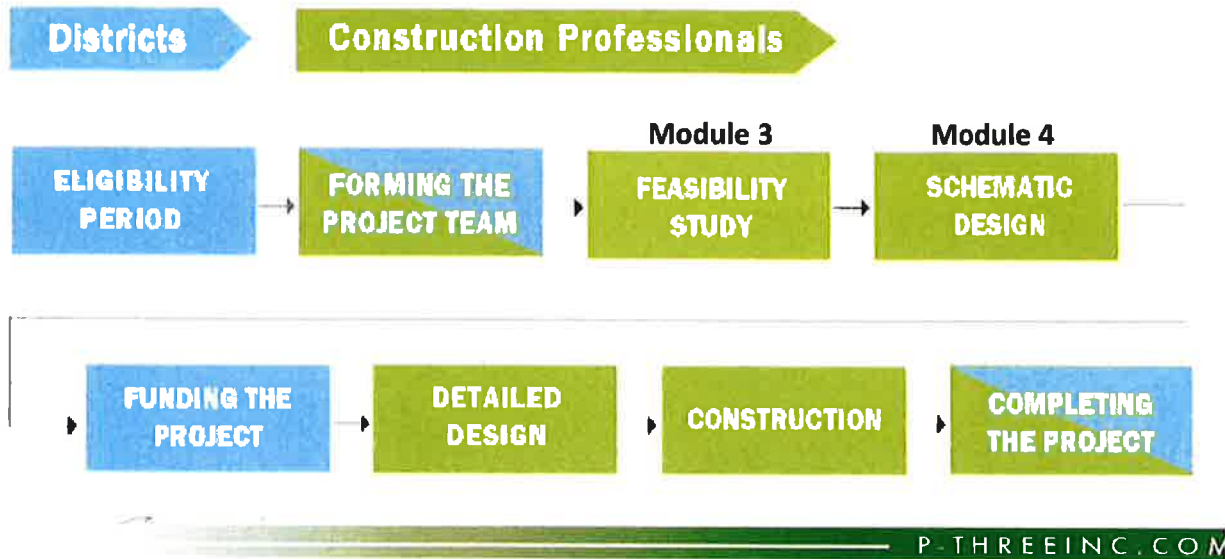 Districts
Construction Professionals
Module 3
Module 4
ELIGIBILITY
PERIOD
FORMING THE
PROJECT TEAM
FEASIBILITY
STUDY
SCHEMATIC
DESIGN
FUNDING THE
PROJECT
DETAILED
DESIGN
CONSTRUCTION
COMPLETING
THE PROJECT
P-THREEINC.COM